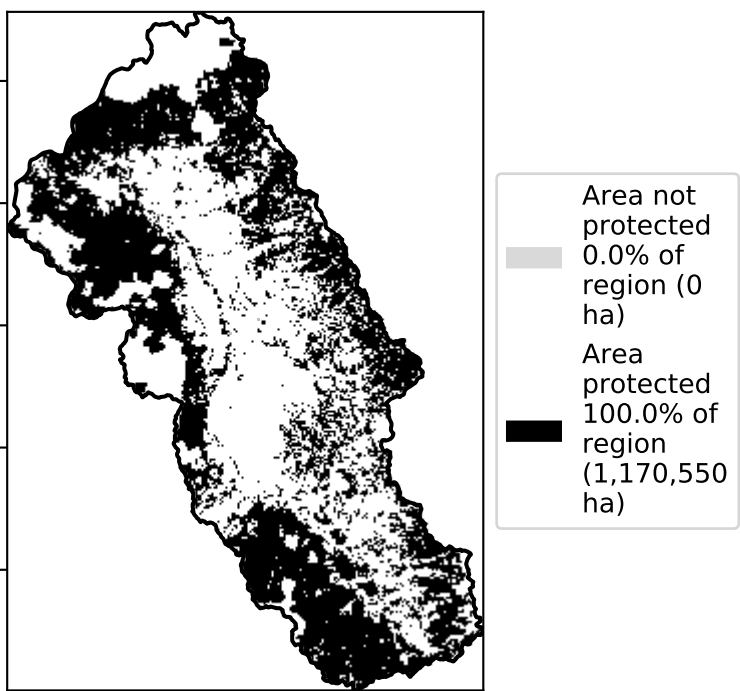 Area not
protected
0.0% of
region (0
ha)
Area
protected
100.0% of
region
(1,170,550
ha)